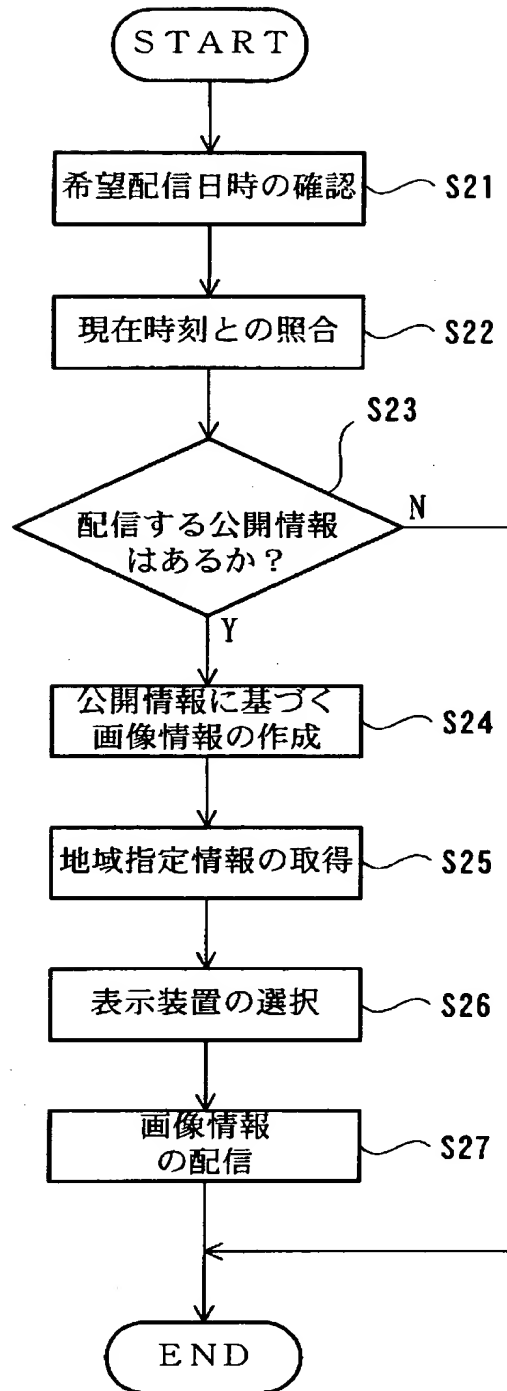 START
希望配信日時の確認
S21
現在時刻との照合
S22
S23
配信する公開情報
はあるか？
N
Y
公開情報に基づく
画像情報の作成
S24
地域指定情報の取得
S25
表示装置の選択
S26
画像情報
の配信
S27
END